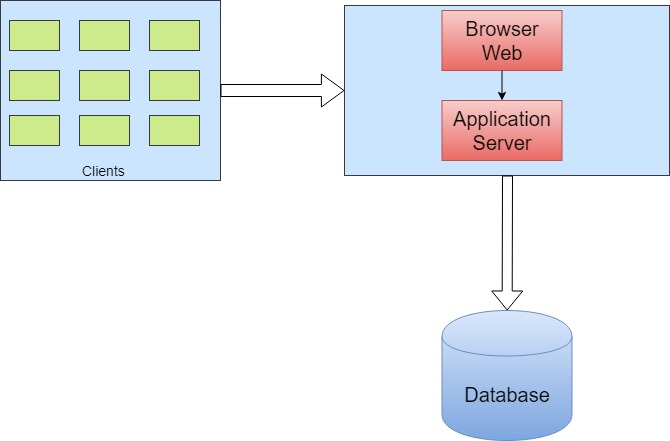 Browser
Web
Application
Server
Clients
Database